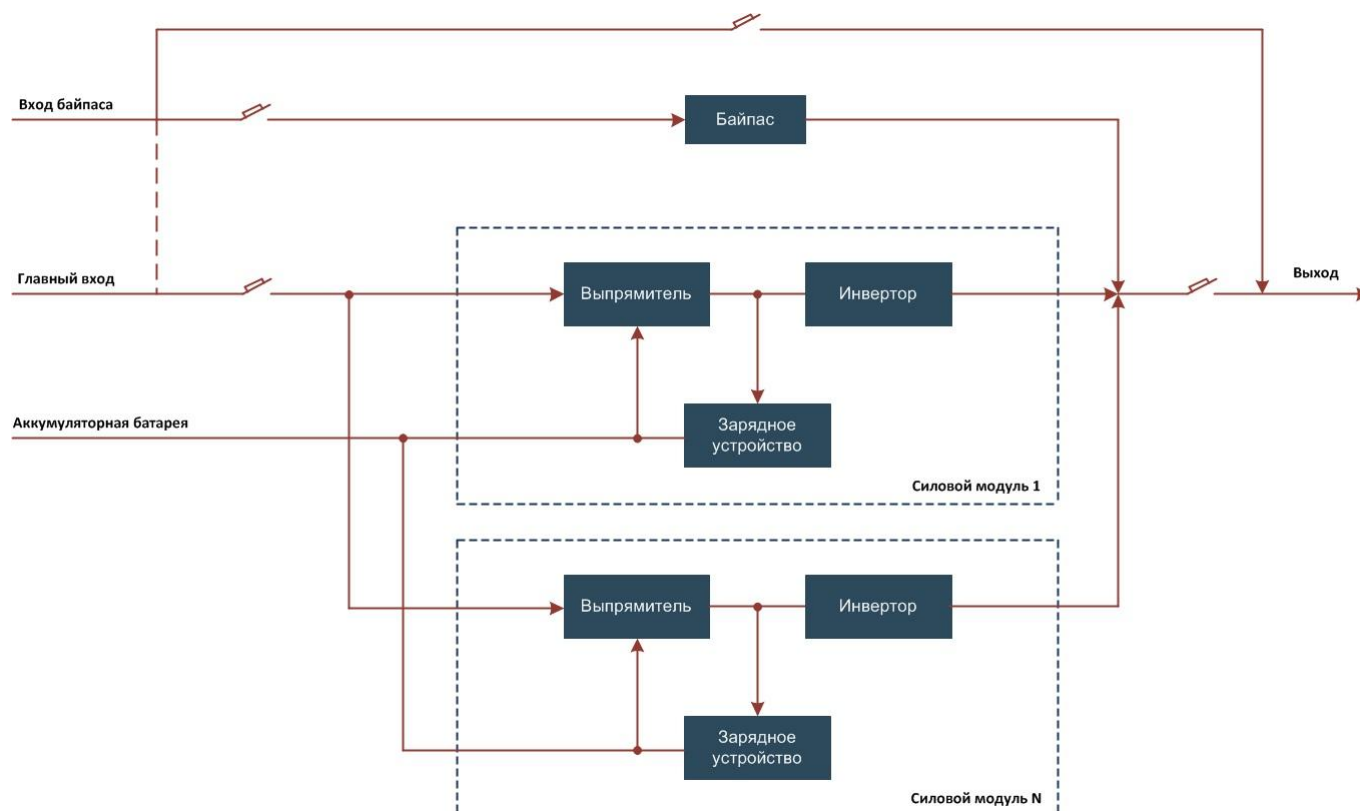 Вход байпаса
Байпас
Главный вход
Выпрямитель
Инвертор
Выход
Аккумуляторная батарея
Зарядное
устройство
Силовой модуль 1
Выпрямитель
Инвертор
Зарядное
устройство
Силовой модуль N